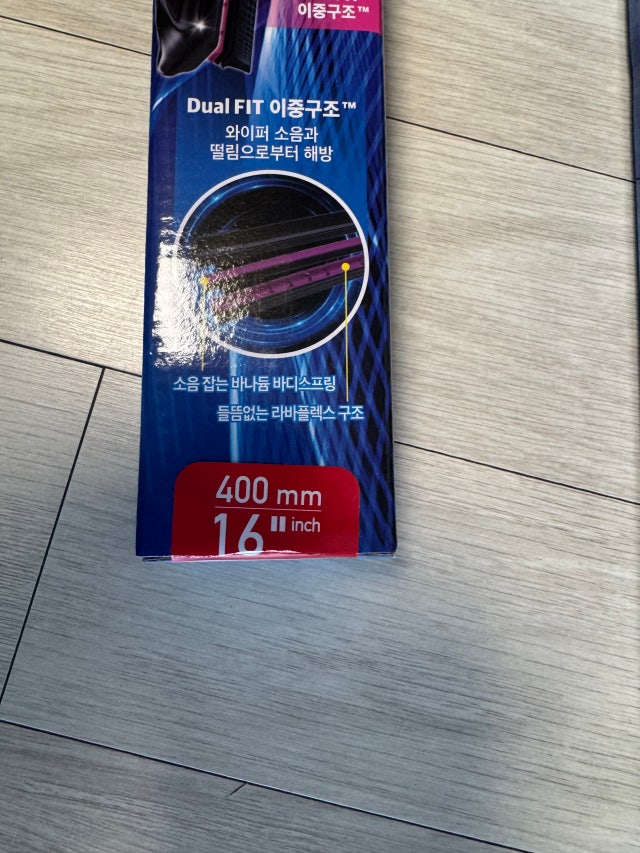 이중구조™
Dual FIT 이중구조™
와이퍼 소음과
떨림으로부터 해방
소음 잡는 바나듐 바디스프링
들뜸없는 라바플렉스 구조
400 mm
16" inch